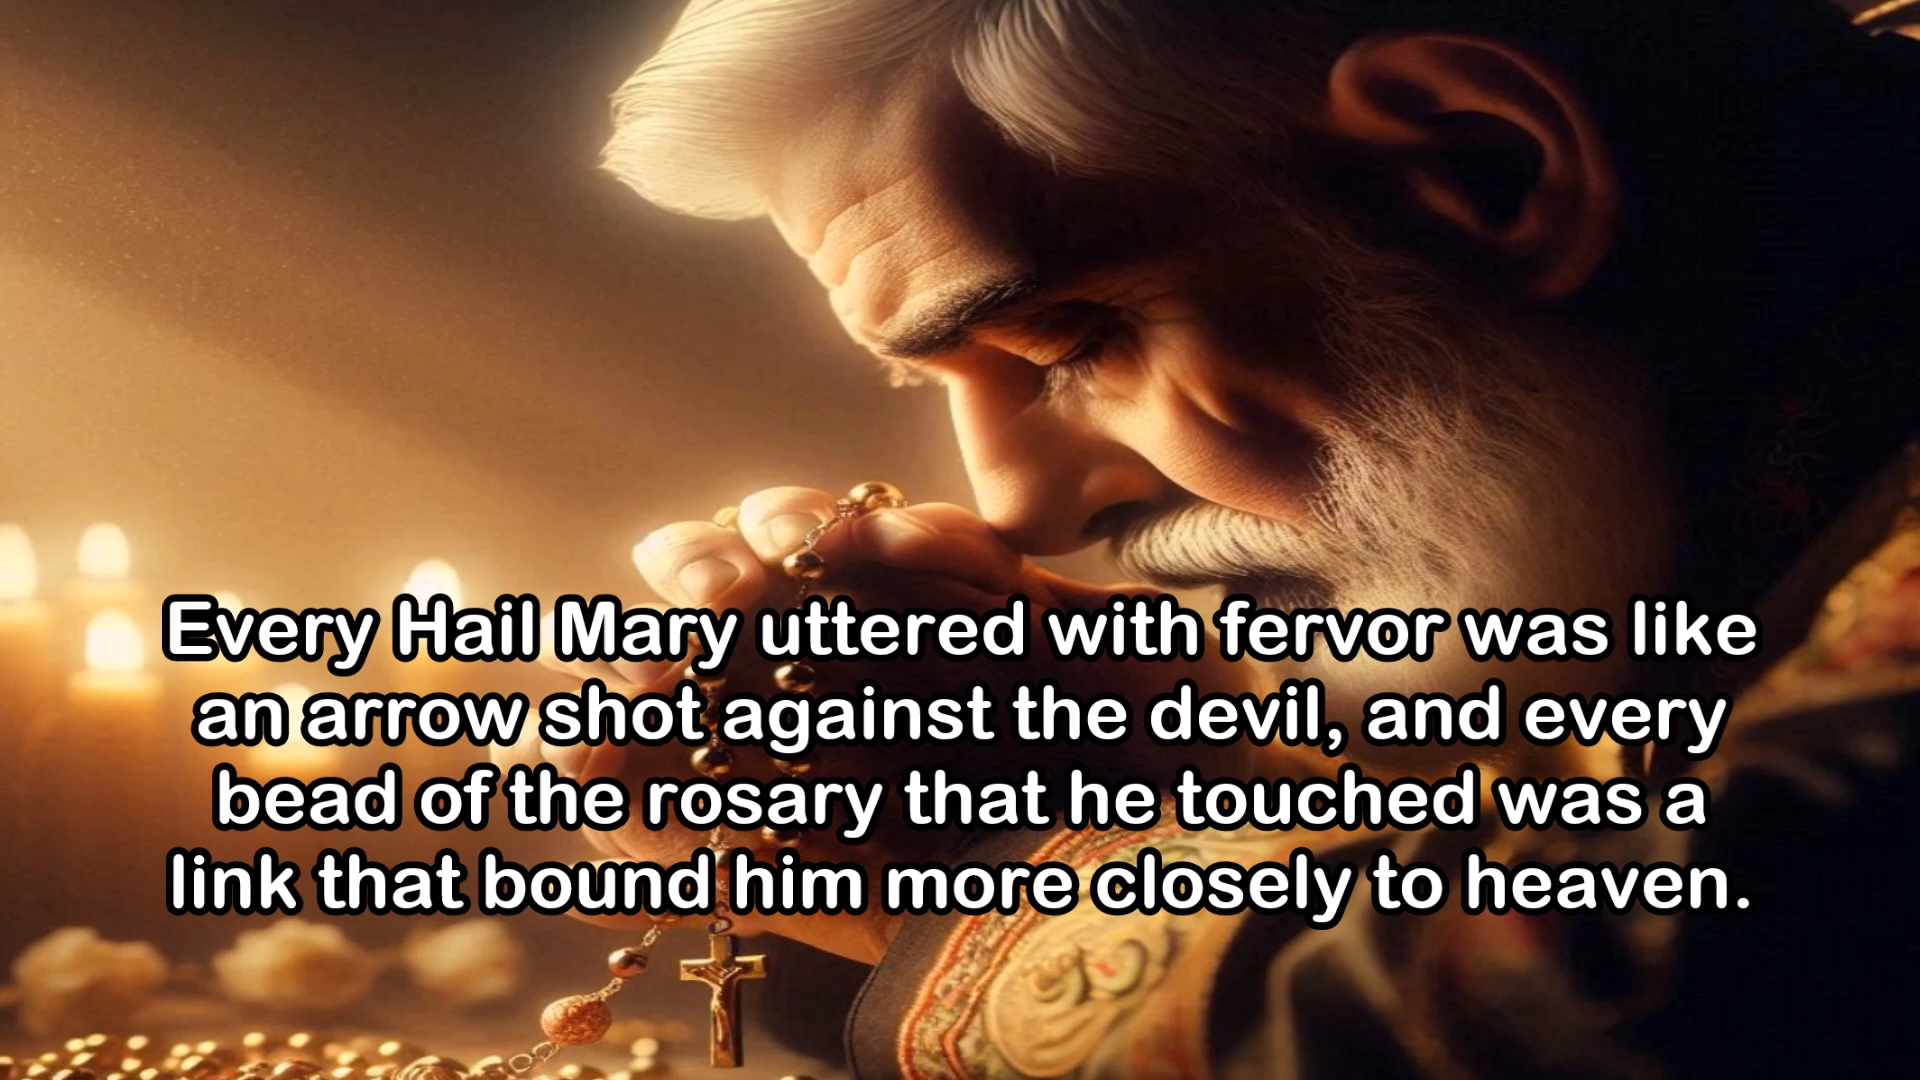 Every Hail Mary uttered with fervor was like
an arrow shot against the devil, and every
bead of the rosary that he touched was a
link that bound him more closely to heaven.